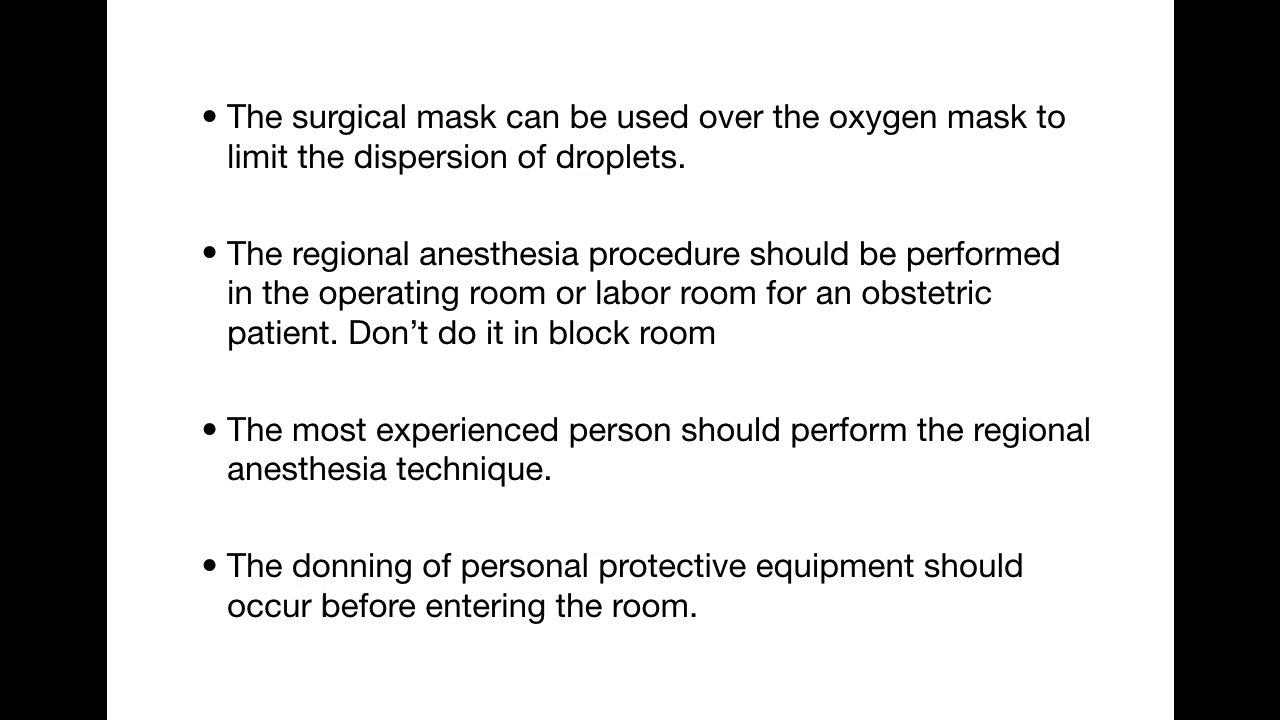 • The surgical mask can be used over the oxygen mask to
limit the dispersion of droplets.
• The regional anesthesia procedure should be performed
in the operating room or labor room for an obstetric
patient. Don’t do it in block room
• The most experienced person should perform the regional
anesthesia technique.
• The donning of personal protective equipment should
occur before entering the room.